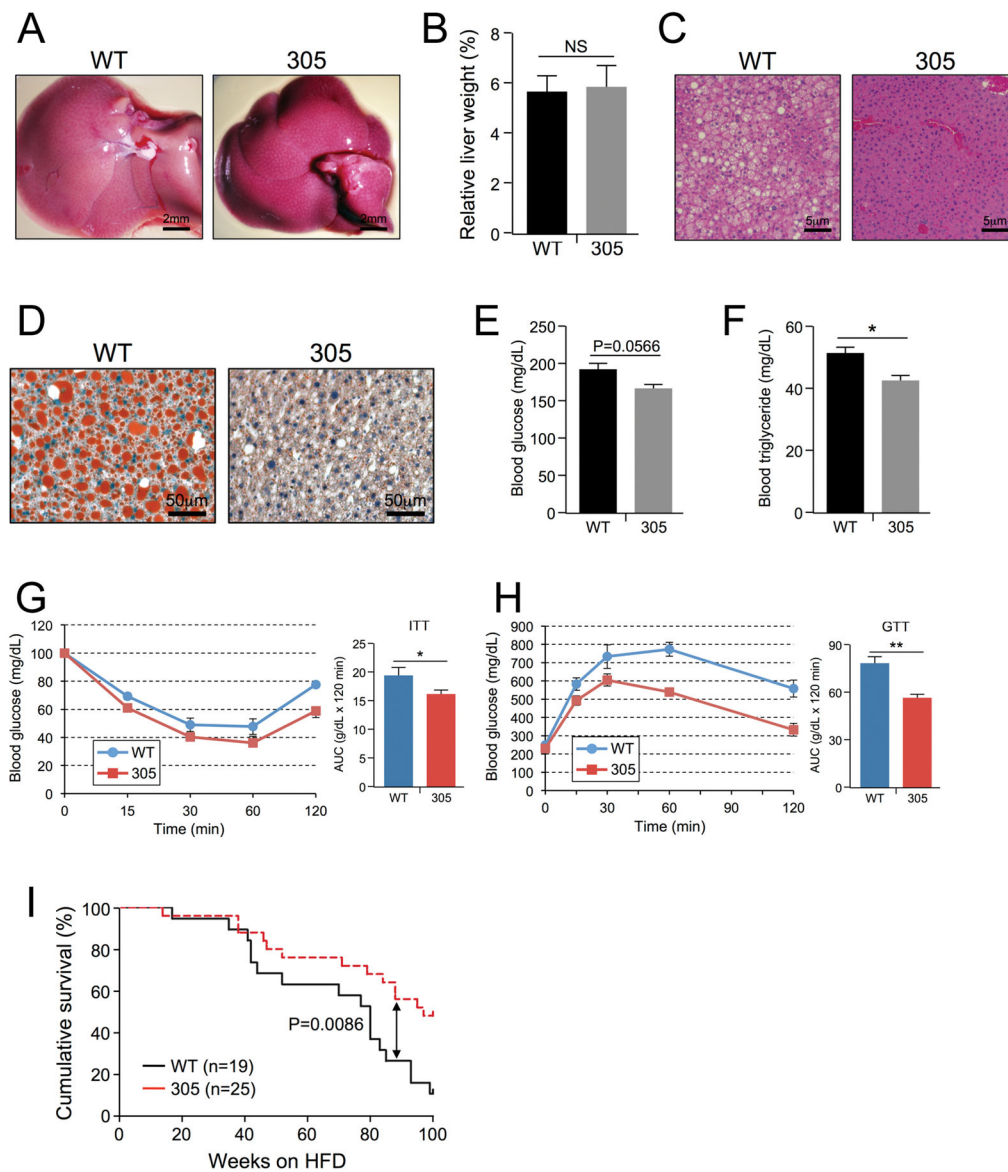 A
WT
305
2mm
2mm
B
Relative liver weight (%)
8
6
4
2
0
NS
WT
305
C
WT
305
5μm
5μm
D
WT
305
50μm
50μm
E
Blood glucose (mg/dL)
250
200
150
100
50
0
P=0.0566
WT
305
F
Blood triglyceride (mg/dL)
60
40
20
0
*
WT
305
G
Blood glucose (mg/dL)
120
100
80
60
40
20
0
WT
305
0
15
30
60
120
Time (min)
ITT
AUC (g/dL x 120 min)
25
20
15
10
5
0
*
WT
305
H
Blood glucose (mg/dL)
900
800
700
600
500
400
300
200
100
0
WT
305
0
30
60
90
120
Time (min)
GTT
AUC (g/dL x 120 min)
90
60
30
0
**
WT
305
I
Cumulative survival (%)
100
80
60
40
20
0
P=0.0086
WT (n=19)
305 (n=25)
0
20
40
60
80
100
Weeks on HFD